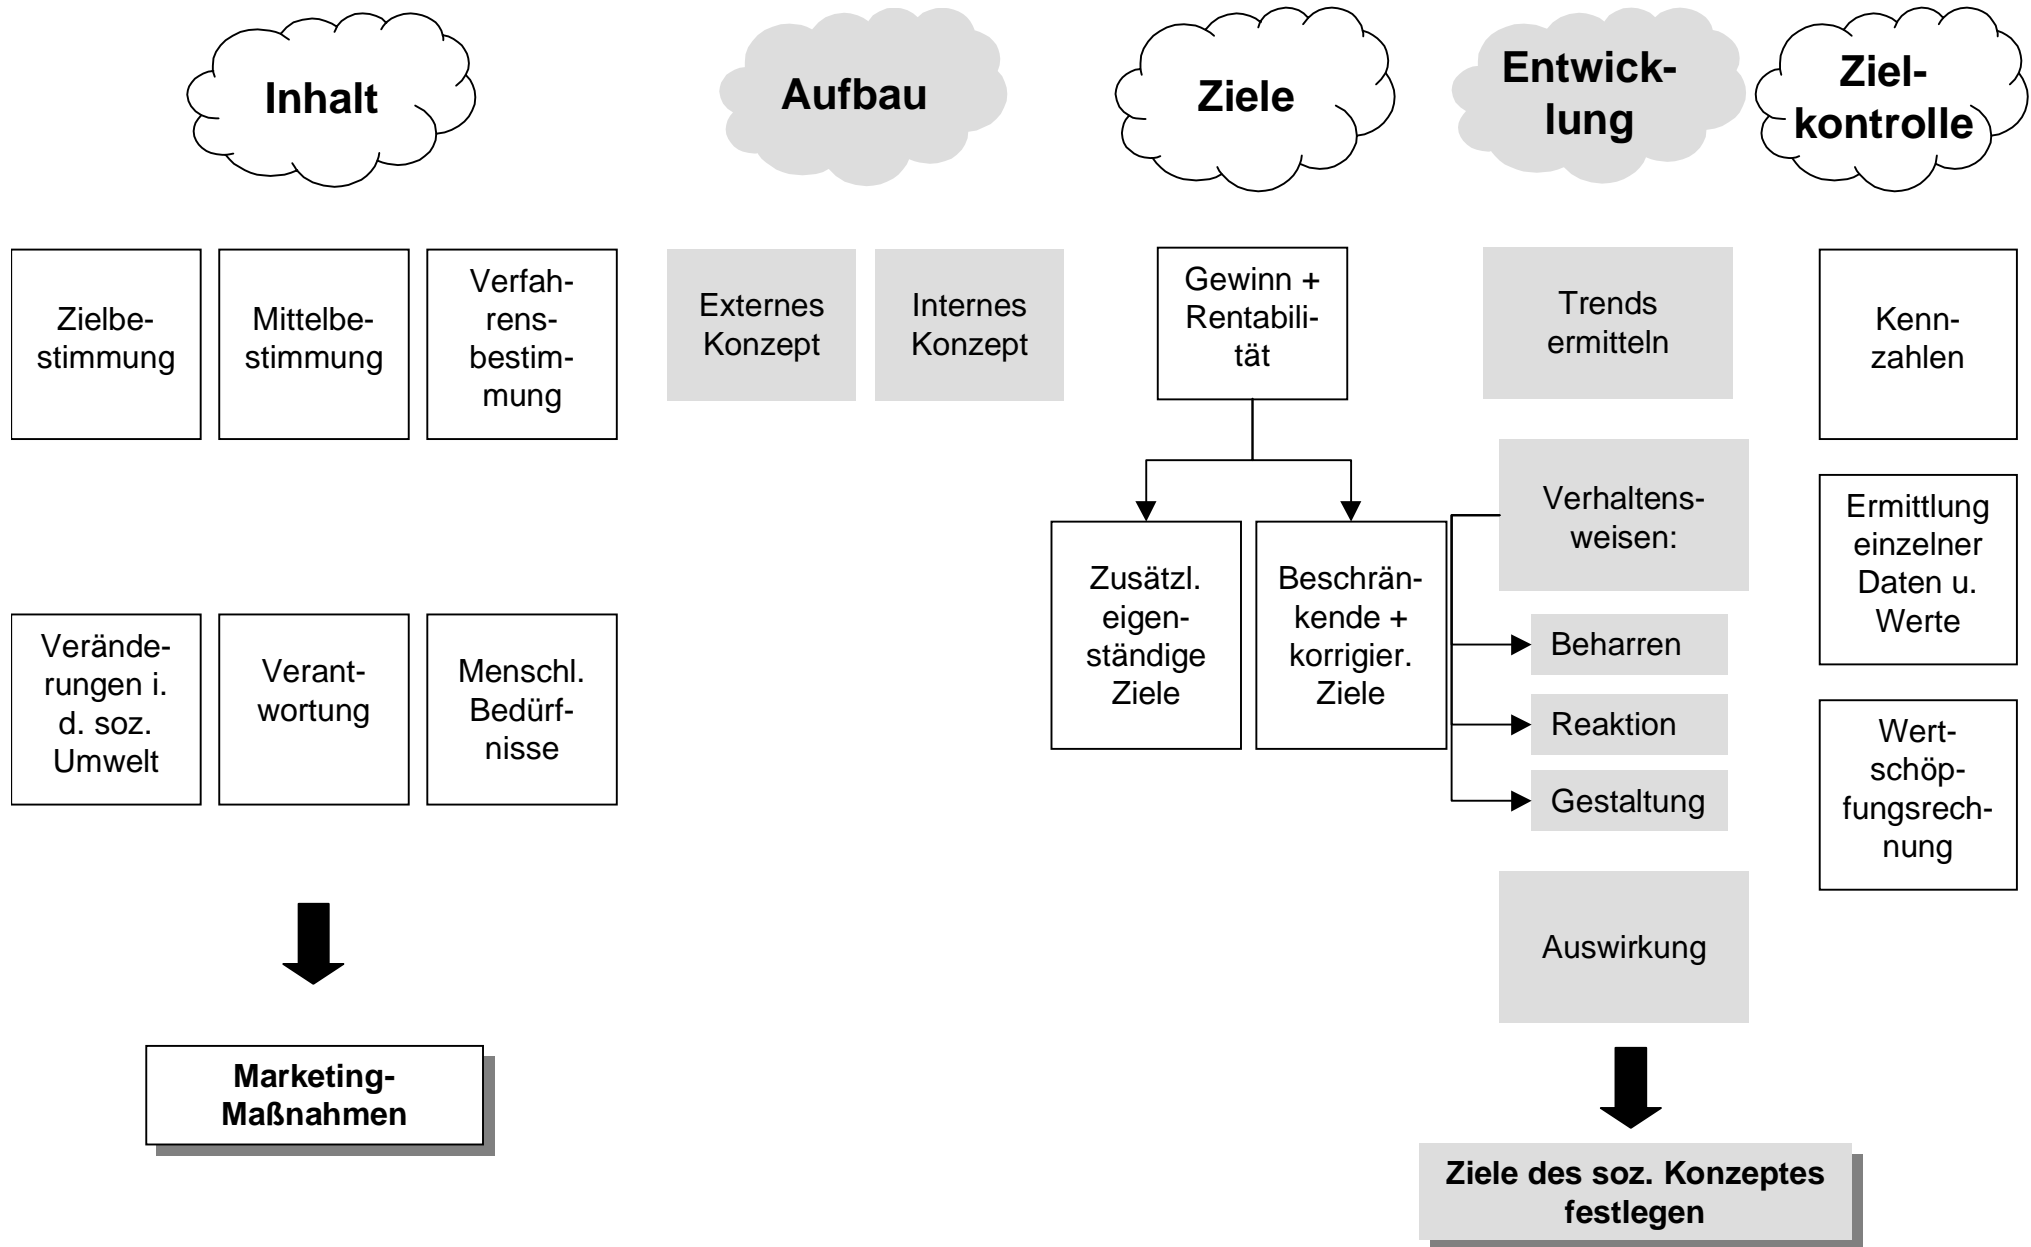 Inhalt
Zielbe-
stimmung
Mittelbe-
stimmung
Verfah-
rens-
bestim-
mung
Verände-
rungen i.
d. soz.
Umwelt
Verant-
wortung
Menschl.
Bedürf-
nisse
Marketing-
Maßnahmen
Aufbau
Externes
Konzept
Internes
Konzept
Ziele
Gewinn +
Rentabili-
tät
Zusätzl.
eigen-
ständige
Ziele
Beschrän-
kende +
korrigier.
Ziele
Entwick-
lung
Trends
ermitteln
Verhaltens-
weisen:
Beharren
Reaktion
Gestaltung
Auswirkung
Ziele des soz. Konzeptes
festlegen
Ziel-
kontrolle
Kenn-
zahlen
Ermittlung
einzelner
Daten u.
Werte
Wert-
schöp-
fungsrech-
nung